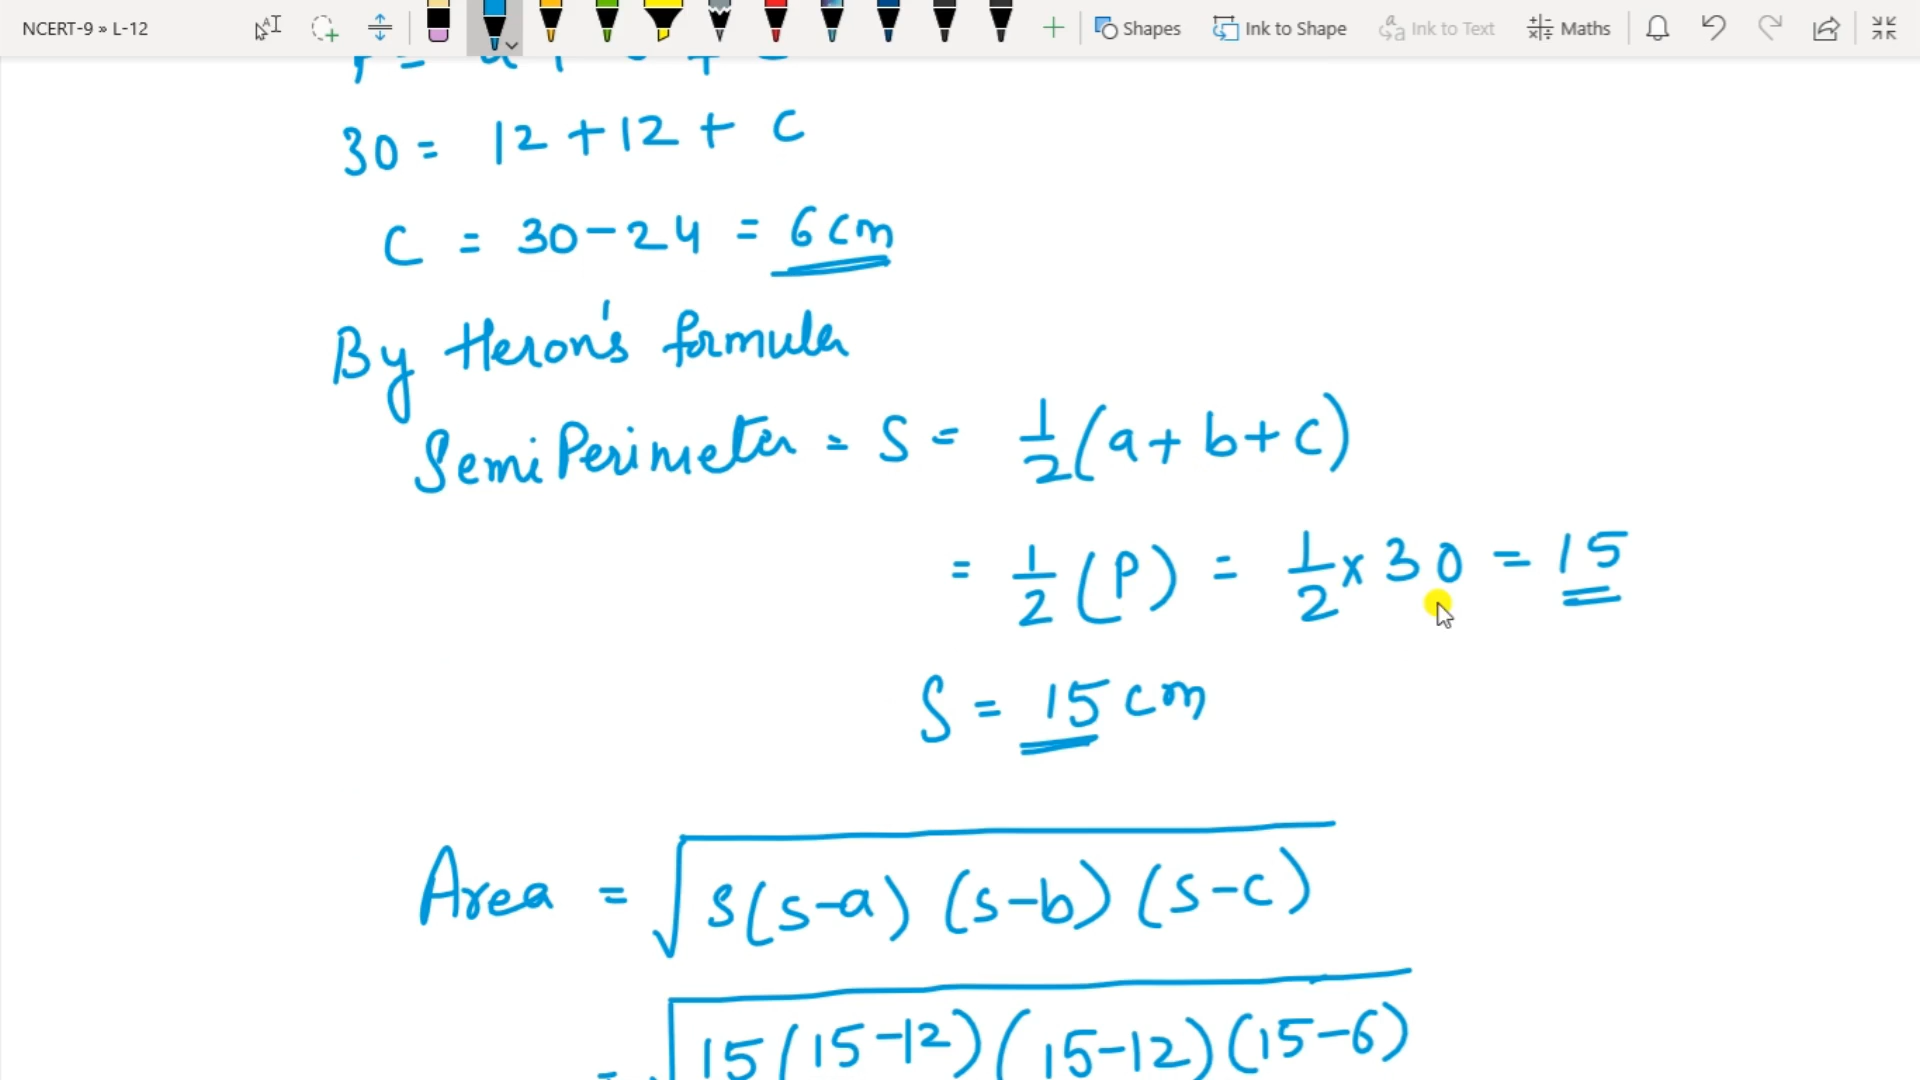 NCERT-9 » L-12 Shapes Ink to Shape Ink to Text Maths
30 = 12 + 12 + c
C = 30 - 24 = 6 cm
By Heron's formula
Semi Perimeter = S = 1/2 (a + b + c)
= 1/2 (P) = 1/2 x 30 = 15
S = 15 cm
Area = √S(s-a) (s-b) (s-c)
= √15(15-12)(15-12)(15-6)